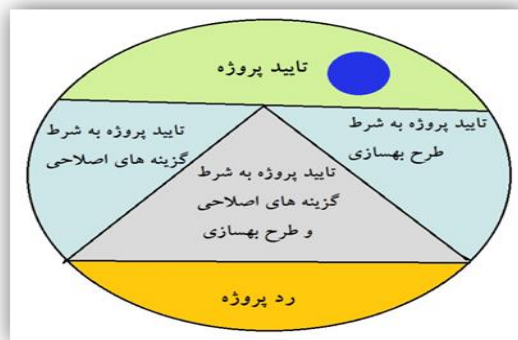 تایید پروژه
تایید پروژه به شرط
طرح بهسازی
تایید پروژه به شرط
گزینه های اصلاحی
تایید پروژه به شرط
گزینه های اصلاحی
و طرح بهسازی
رد پروژه